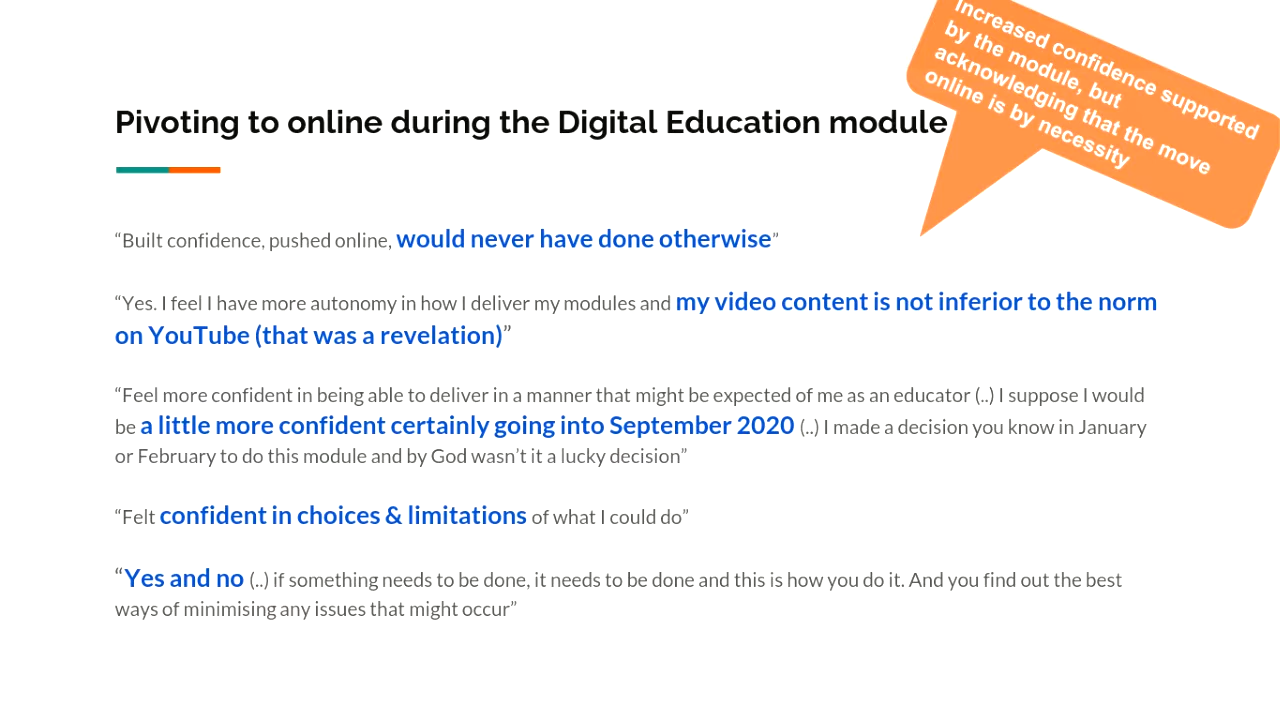 Increased confidence supported
by the module, but
acknowledging that the move
online is by necessity
Pivoting to online during the Digital Education module
“Built confidence, pushed online, would never have done otherwise”
“Yes. I feel I have more autonomy in how I deliver my modules and my video content is not inferior to the norm
on YouTube (that was a revelation)”
“Feel more confident in being able to deliver in a manner that might be expected of me as an educator (..) I suppose I would
be a little more confident certainly going into September 2020 (..) I made a decision you know in January
or February to do this module and by God wasn’t it a lucky decision”
“Felt confident in choices & limitations of what I could do”
“Yes and no (..) if something needs to be done, it needs to be done and this is how you do it. And you find out the best
ways of minimising any issues that might occur”